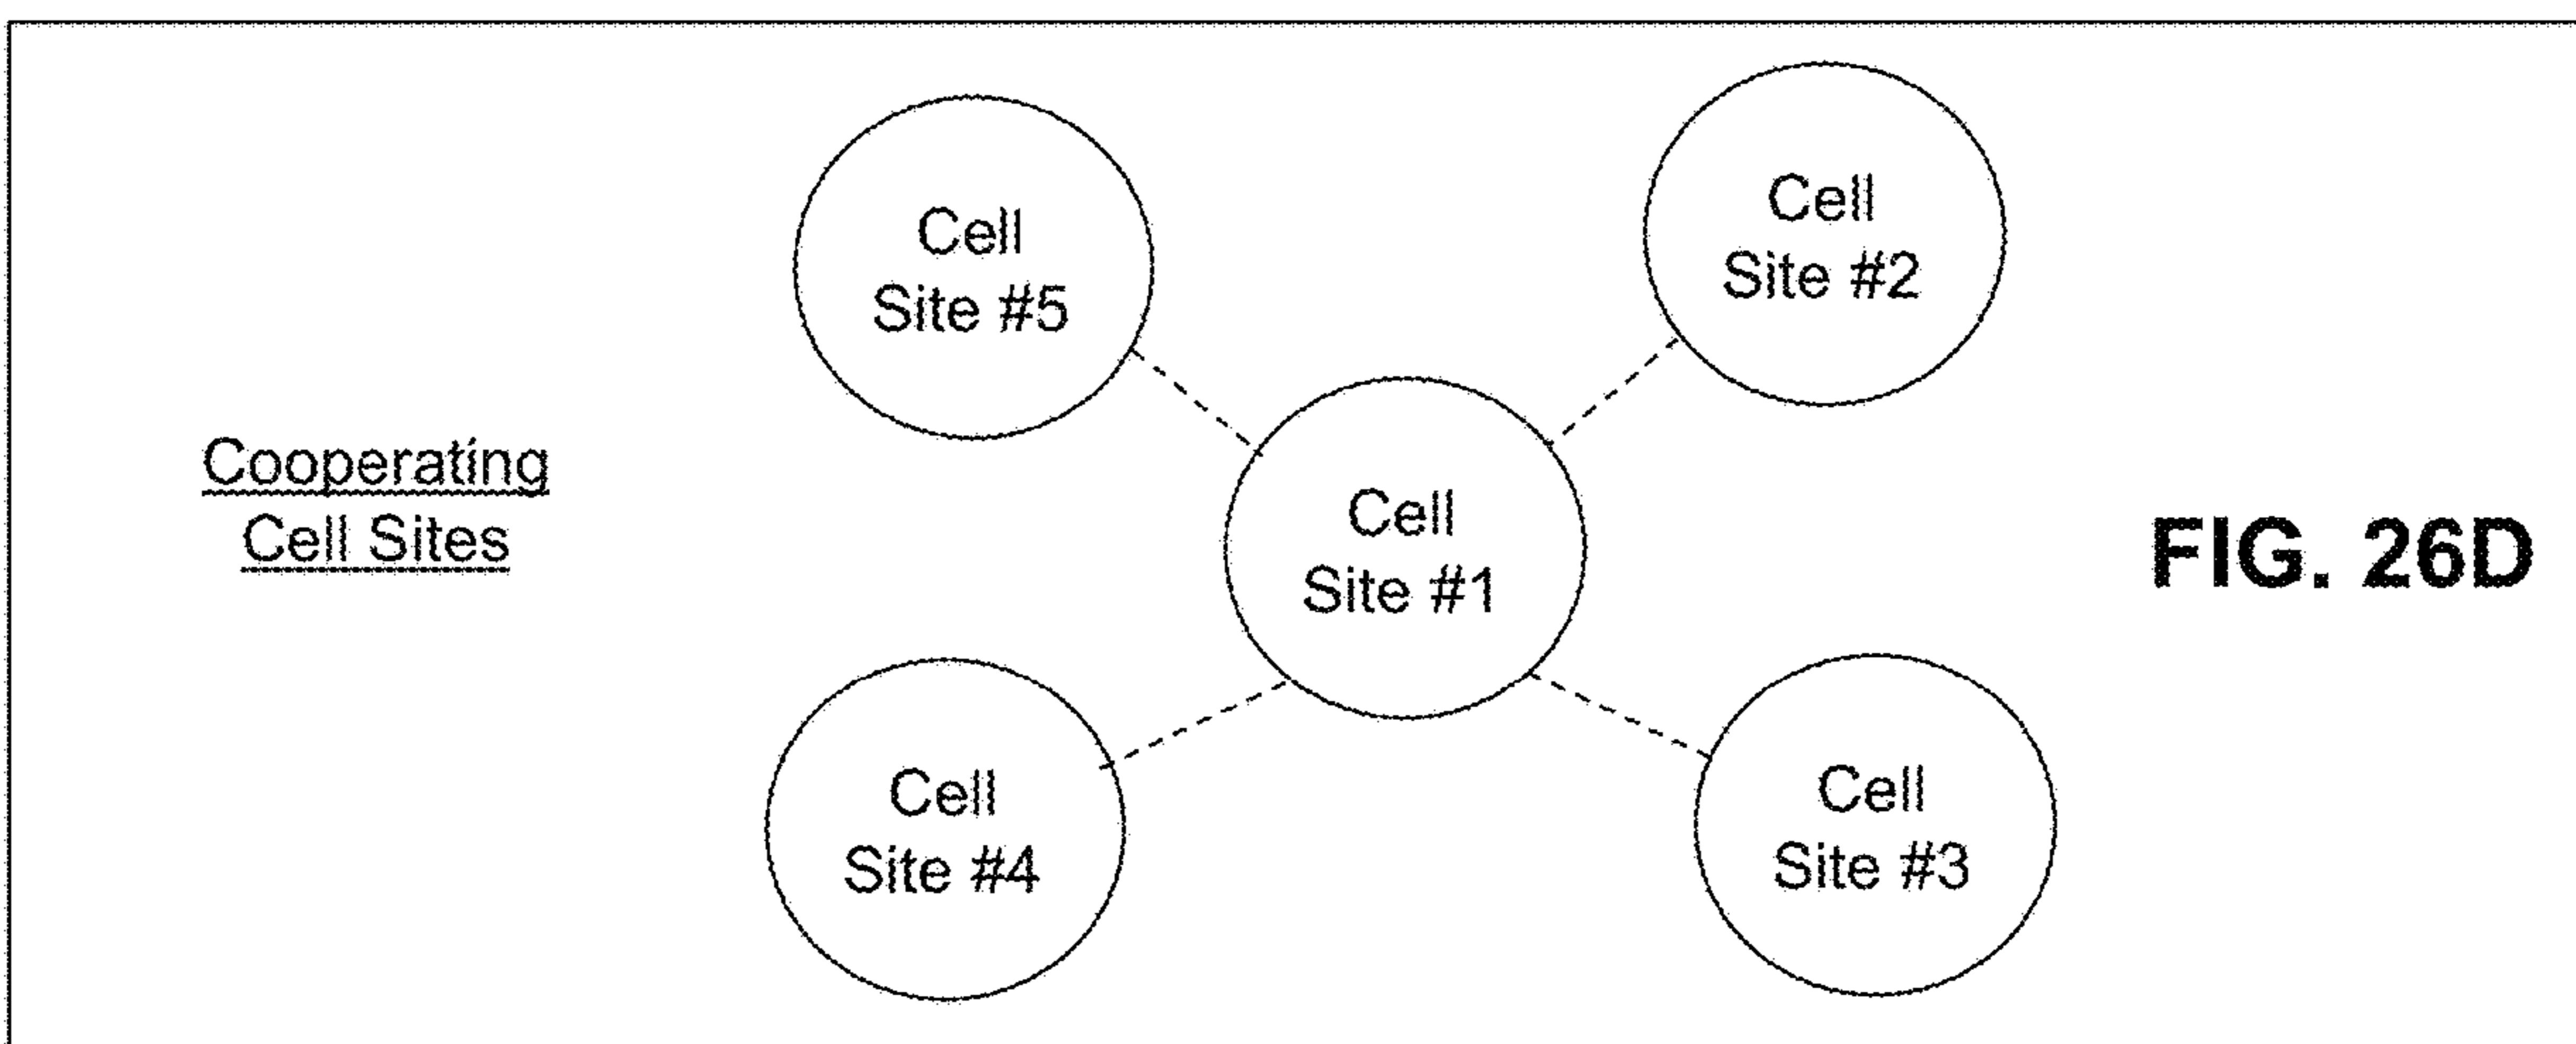 Cell
Site #5
Cell
Site #2
Cooperating
Cell Sites
Cell
Site #1
FIG. 26D
Cell
Site #4
Cell
Site #3